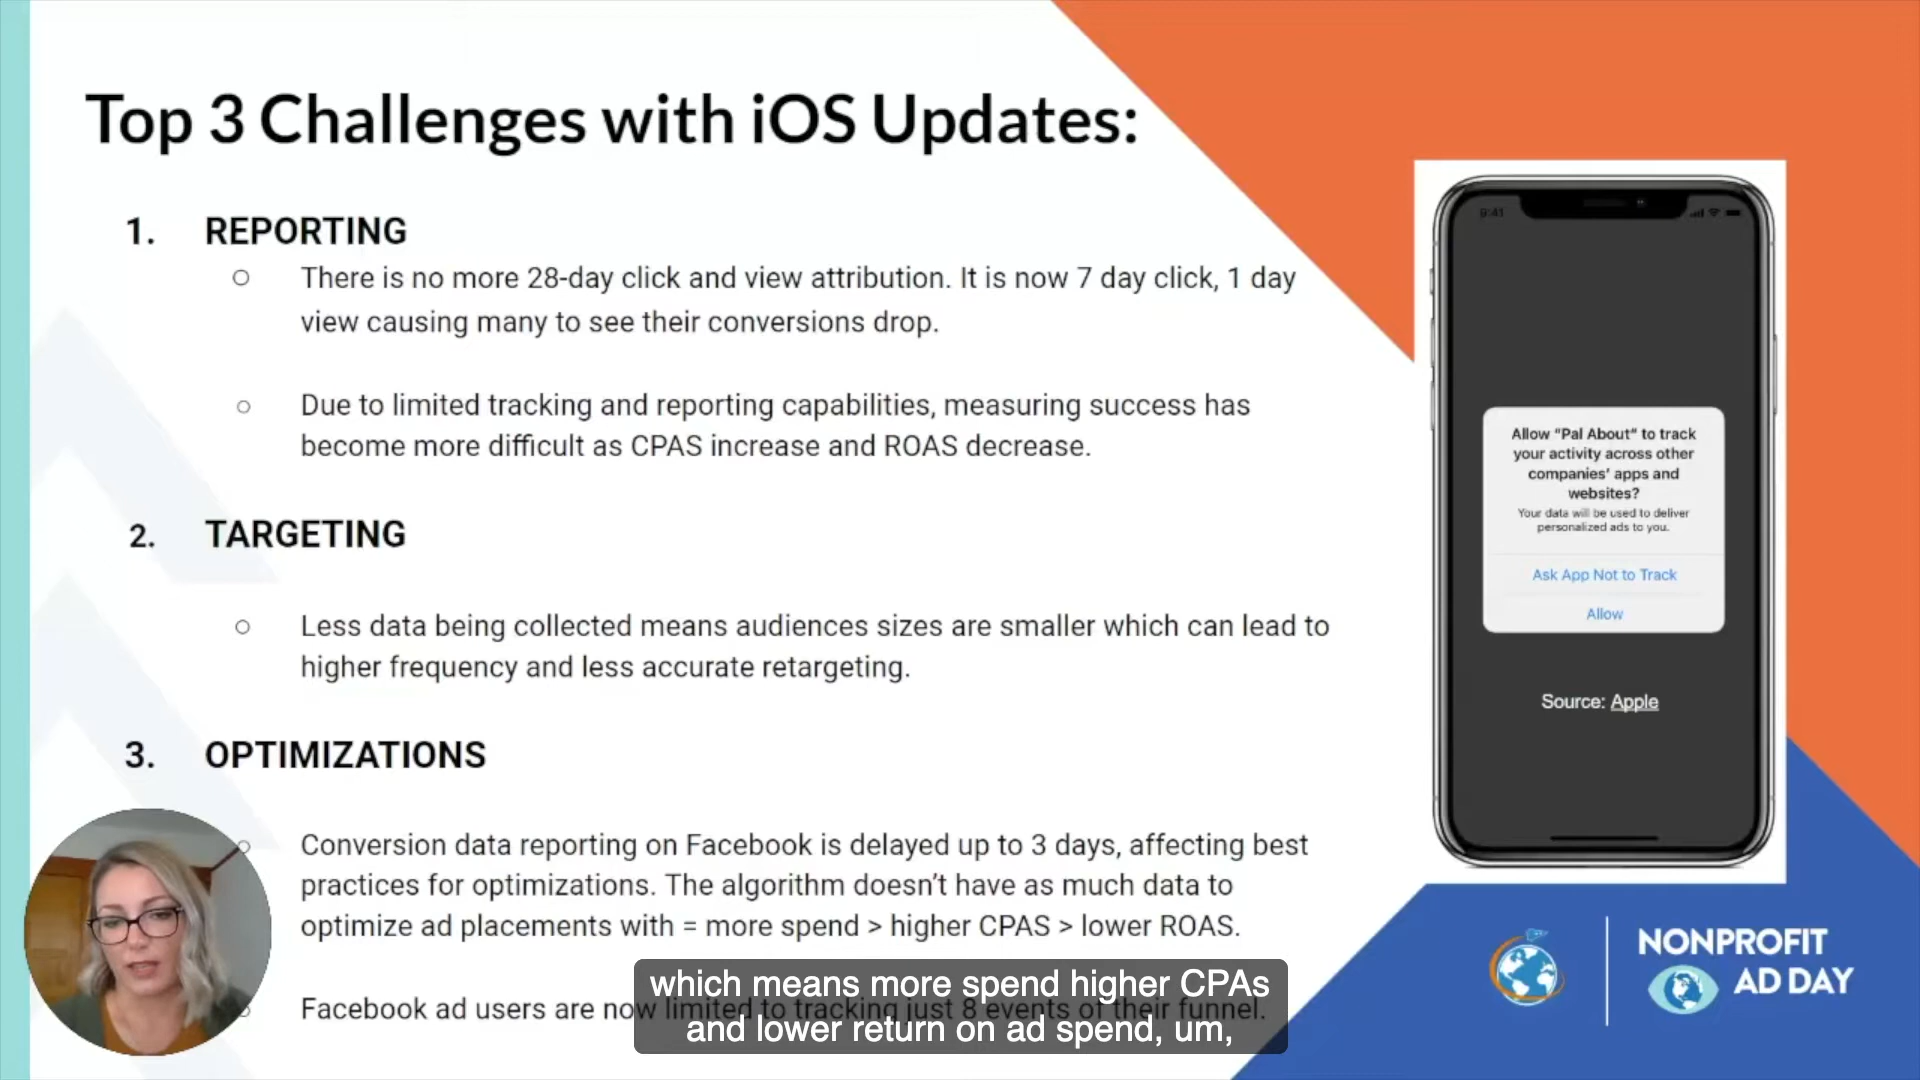 Top 3 Challenges with iOS Updates:
1. REPORTING
○ There is no more 28-day click and view attribution. It is now 7 day click, 1 day
view causing many to see their conversions drop.
○ Due to limited tracking and reporting capabilities, measuring success has
become more difficult as CPAS increase and ROAS decrease.
2. TARGETING
○ Less data being collected means audiences sizes are smaller which can lead to
higher frequency and less accurate retargeting.
3. OPTIMIZATIONS
○ Conversion data reporting on Facebook is delayed up to 3 days, affecting best
practices for optimizations. The algorithm doesn't have as much data to
optimize ad placements with = more spend > higher CPAS > lower ROAS.
○ Facebook ad users are now limited to tracking just 8 events of their funnel.
which means more spend higher CPAs
and lower return on ad spend, um,
9:41
Allow “Pal About” to track
your activity across other
companies' apps and
websites?
Your data will be used to deliver
personalized ads to you.
Ask App Not to Track
Allow
Source: Apple
NONPROFIT
AD DAY